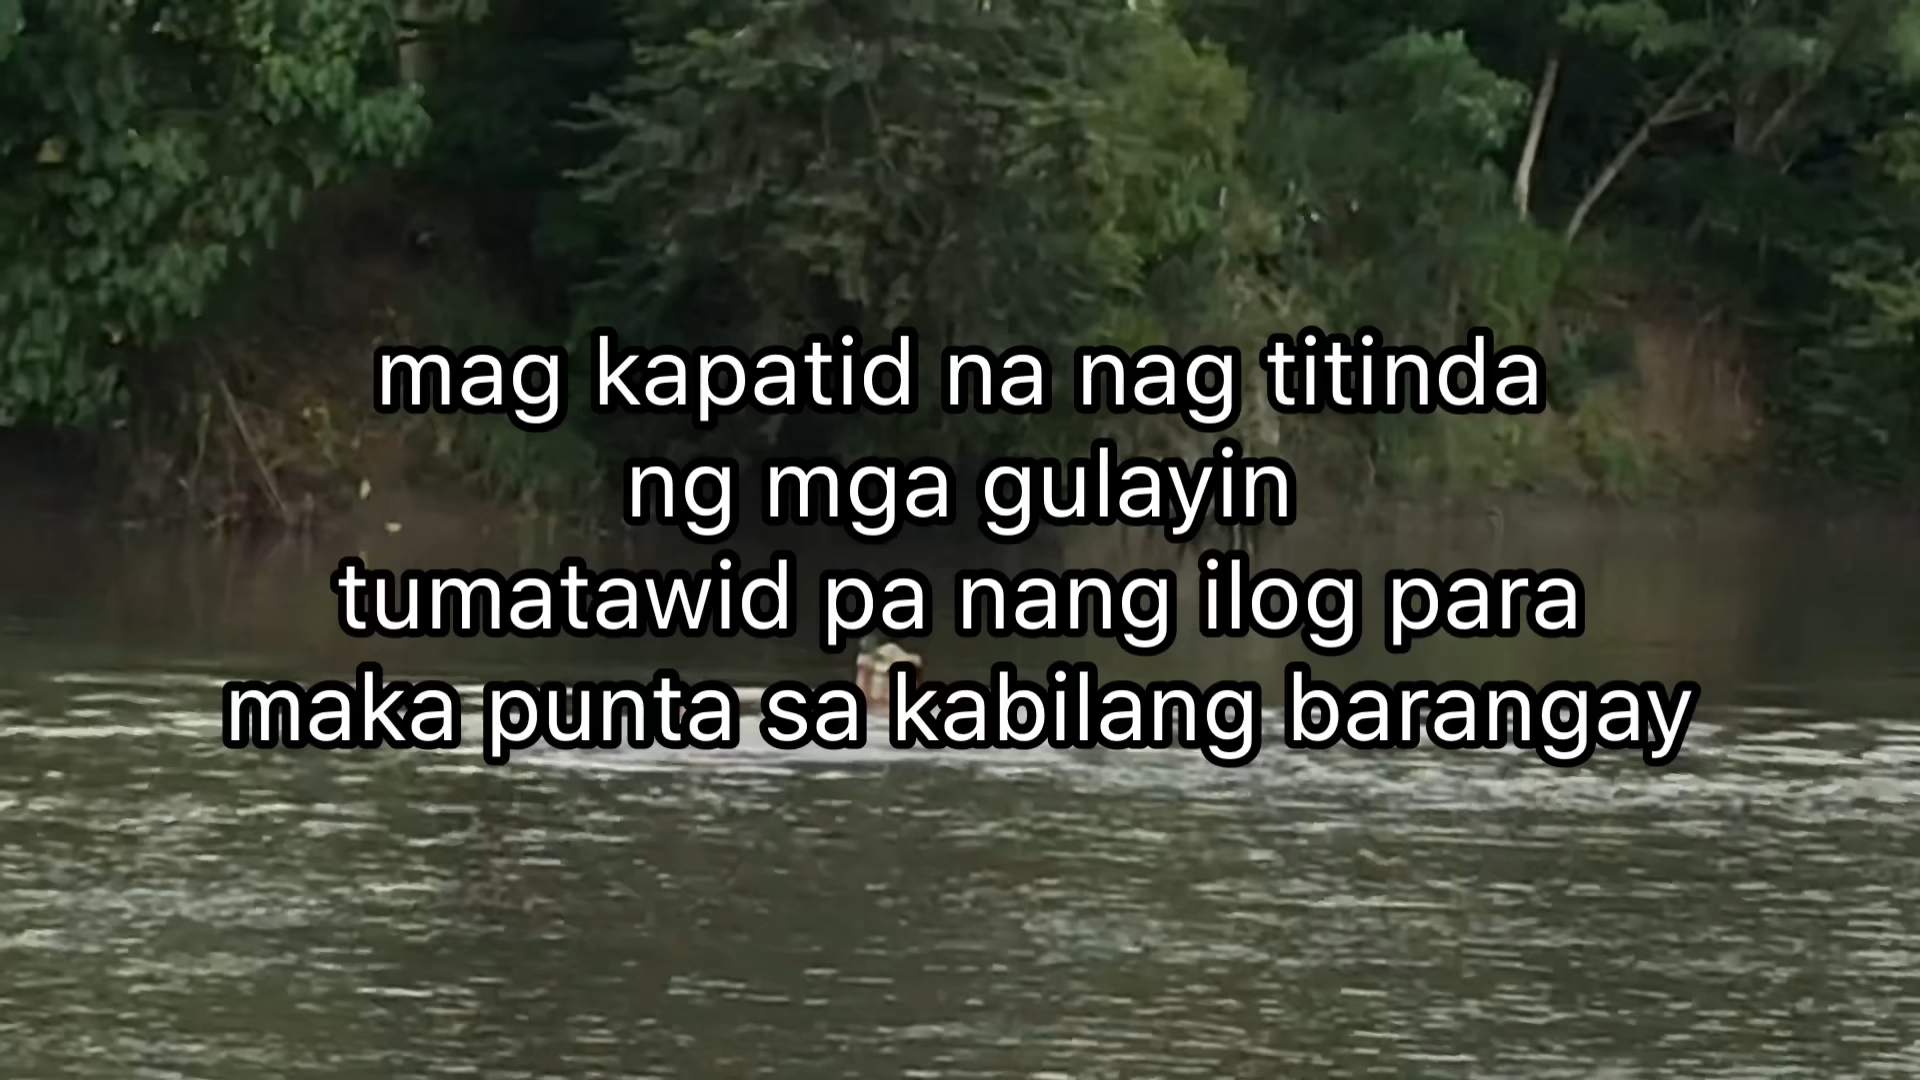 mag kapatid na nag titinda
ng mga gulayin
tumatawid pa nang ilog para
maka punta sa kabilang barangay